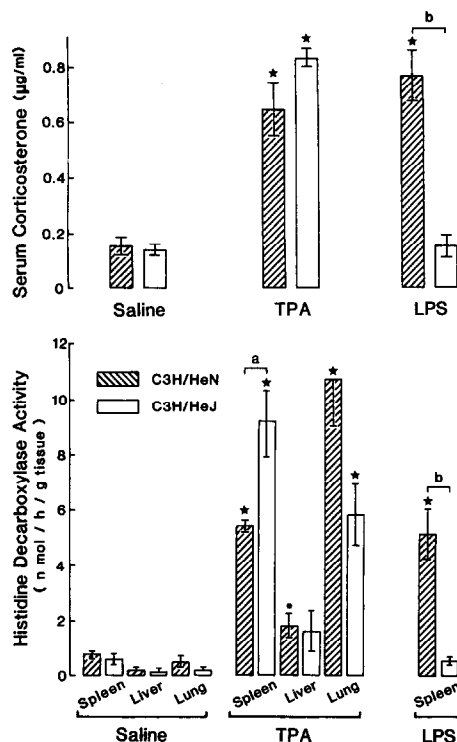 Serum Corticosterone (µg/ml)
0.8
0.6
0.4
0.2
0
★
★
★
b
Saline
TPA
LPS
Histidine Decarboxylase Activity
( n mol / h / g tissue )
12
10
8
6
4
2
0
C3H/HeN
C3H/HeJ
a
★
★
★
★
•
b
★
Spleen
Liver
Lung
Spleen
Liver
Lung
Spleen
Saline
TPA
LPS